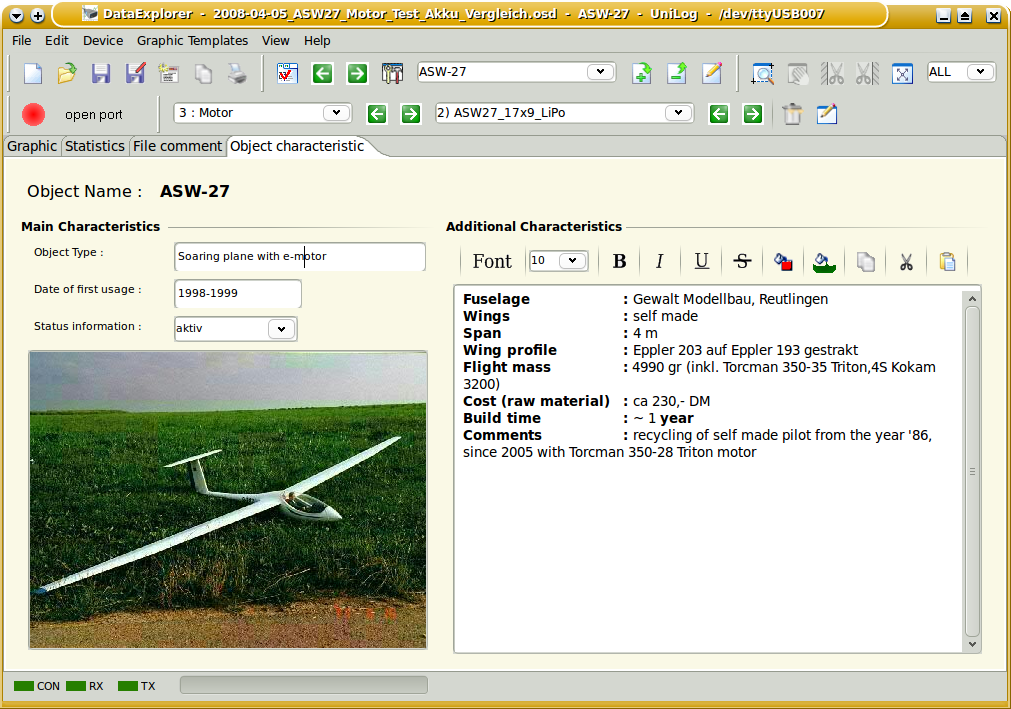 DataExplorer - 2008-04-05_ASW27_Motor_Test_Akku_Vergleich.osd - ASW-27 - UniLog - /dev/ttyUSB007
File Edit Device Graphic Templates View Help
ASW-27 ALL
open port 3 : Motor 2) ASW27_17x9_LiPo
Graphic Statistics File comment Object characteristic
Object Name : ASW-27
Main Characteristics
Object Type : Soaring plane with e-motor
Date of first usage : 1998-1999
Status information : aktiv
Additional Characteristics
Font 10 B I U S
Fuselage : Gewalt Modellbau, Reutlingen
Wings : self made
Span : 4 m
Wing profile : Eppler 203 auf Eppler 193 gestrakt
Flight mass : 4990 gr (inkl. Torcman 350-35 Triton,4S Kokam
3200)
Cost (raw material) : ca 230,- DM
Build time : ~ 1 year
Comments : recycling of self made pilot from the year '86,
since 2005 with Torcman 350-28 Triton motor
CON RX TX